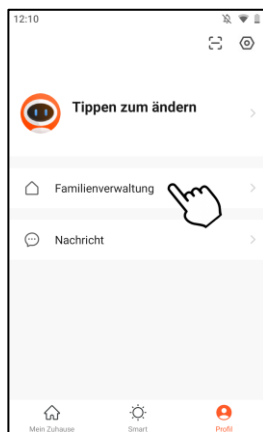 12:10
Tippen zum ändern
Familienverwaltung
Nachricht
Mein Zuhause Smart Profil